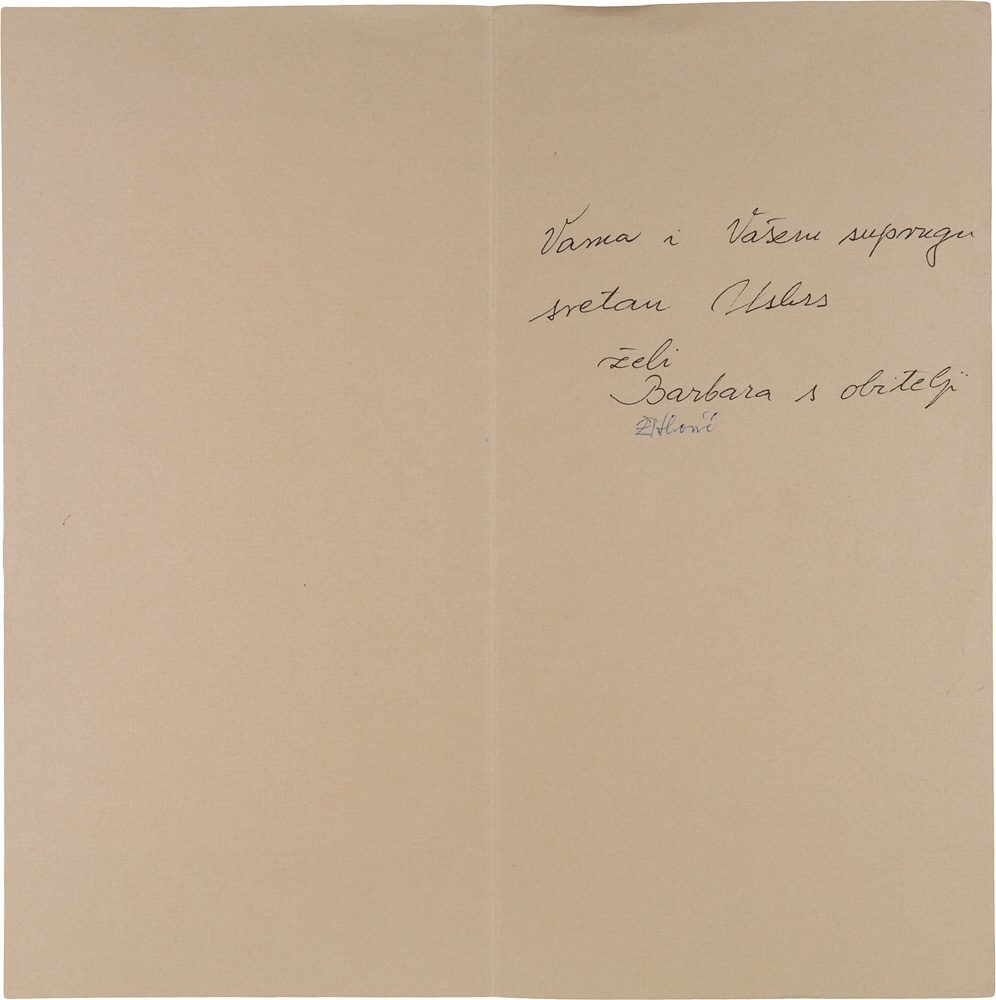 Vama i Vašem suprugu
sretan Uskrs
želi
Barbara s obitelji